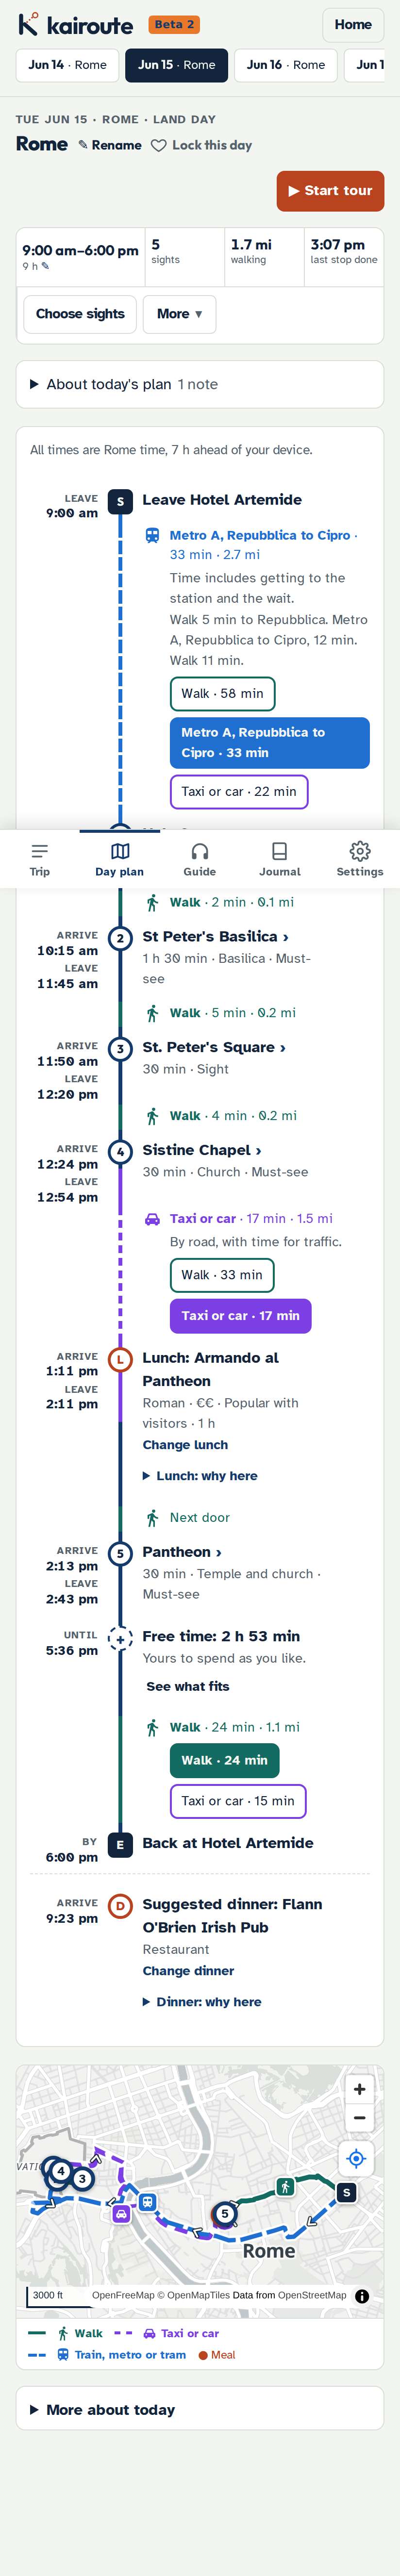 kairoute Beta 2 Home
Jun 14 · Rome Jun 15 · Rome Jun 16 · Rome Jun 1
TUE JUN 15 · ROME · LAND DAY
Rome ✎ Rename Lock this day
▶ Start tour
9:00 am–6:00 pm
9 h ✎
5
sights
1.7 mi
walking
3:07 pm
last stop done
Choose sights More ▼
▶ About today's plan 1 note
All times are Rome time, 7 h ahead of your device.
LEAVE
9:00 am
S
Leave Hotel Artemide
Metro A, Repubblica to Cipro ·
33 min · 2.7 mi
Time includes getting to the
station and the wait.
Walk 5 min to Repubblica. Metro
A, Repubblica to Cipro, 12 min.
Walk 11 min.
Walk · 58 min
Metro A, Repubblica to
Cipro · 33 min
Taxi or car · 22 min
Trip Day plan Guide Journal Settings
Walk · 2 min · 0.1 mi
ARRIVE
10:15 am
LEAVE
11:45 am
2
St Peter's Basilica ›
1 h 30 min · Basilica · Must-
see
Walk · 5 min · 0.2 mi
ARRIVE
11:50 am
LEAVE
12:20 pm
3
St. Peter's Square ›
30 min · Sight
Walk · 4 min · 0.2 mi
ARRIVE
12:24 pm
LEAVE
12:54 pm
4
Sistine Chapel ›
30 min · Church · Must-see
Taxi or car · 17 min · 1.5 mi
By road, with time for traffic.
Walk · 33 min
Taxi or car · 17 min
ARRIVE
1:11 pm
LEAVE
2:11 pm
L
Lunch: Armando al
Pantheon
Roman · €€ · Popular with
visitors · 1 h
Change lunch
▶ Lunch: why here
Next door
ARRIVE
2:13 pm
LEAVE
2:43 pm
5
Pantheon ›
30 min · Temple and church ·
Must-see
UNTIL
5:36 pm
+
Free time: 2 h 53 min
Yours to spend as you like.
See what fits
Walk · 24 min · 1.1 mi
Walk · 24 min
Taxi or car · 15 min
BY
6:00 pm
E
Back at Hotel Artemide
ARRIVE
9:23 pm
D
Suggested dinner: Flann
O'Brien Irish Pub
Restaurant
Change dinner
▶ Dinner: why here
+
−
VATI
4
3
5
S
Rome
3000 ft
OpenFreeMap © OpenMapTiles Data from OpenStreetMap
Walk Taxi or car
Train, metro or tram Meal
▶ More about today